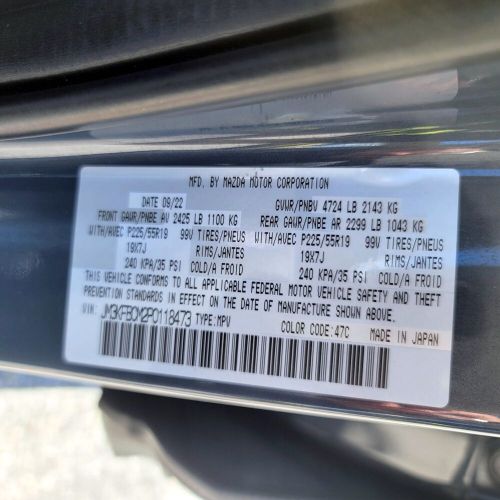 MFD. BY MAZDA MOTOR CORPORATION
DATE 09/22 GVWR/PNBV 4724 LB 2143 KG
FRONT GAWR/PNBE AV 2425 LB 1100 KG REAR GAWR/PNBE AR 2299 LB 1043 KG
WITH/AVEC P225/55R19 99V TIRES/PNEUS WITH/AVEC P225/55R19 99V TIRES/PNEUS
19X7J RIMS/JANTES 19X7J RIMS/JANTES
240 KPA/35 PSI COLD/A FROID 240 KPA/35 PSI COLD/A FROID
THIS VEHICLE CONFORMS TO ALL APPLICABLE FEDERAL MOTOR VEHICLE SAFETY AND THEFT
PREVENTION STANDARDS IN EFFECT ON THE DATE OF MANUFACTURE SHOWN ABOVE.
VIN: JM3KFBCM2P0118473 TYPE:MPV COLOR CODE:47C MADE IN JAPAN